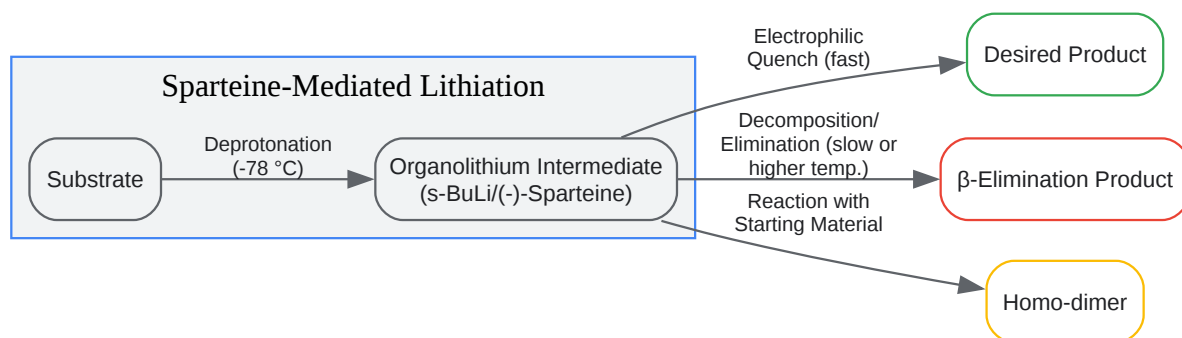 Sparteine-Mediated Lithiation
Substrate
Deprotonation
(-78 °C)
Organolithium Intermediate
(s-BuLi/(-)-Sparteine)
Electrophilic
Quench (fast)
Desired Product
Decomposition/
Elimination (slow or
higher temp.)
β-Elimination Product
Reaction with
Starting Material
Homo-dimer